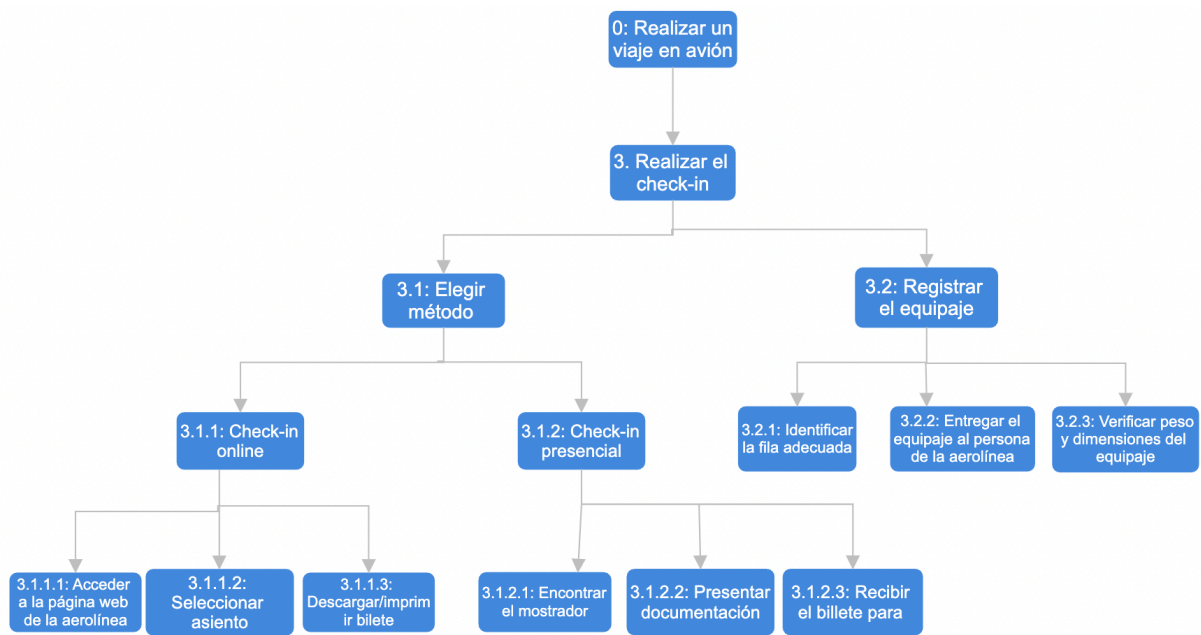 0: Realizar un
viaje en avión
3. Realizar el
check-in
3.1: Elegir
método
3.2: Registrar
el equipaje
3.1.1: Check-in
online
3.1.2: Check-in
presencial
3.2.1: Identificar
la fila adecuada
3.2.2: Entregar el
equipaje al persona
de la aerolínea
3.2.3: Verificar peso
y dimensiones del
equipaje
3.1.1.1: Acceder
a la página web
de la aerolínea
3.1.1.2:
Seleccionar
asiento
3.1.1.3:
Descargar/imprim
ir bilete
3.1.2.1: Encontrar
el mostrador
3.1.2.2: Presentar
documentación
3.1.2.3: Recibir
el billete para